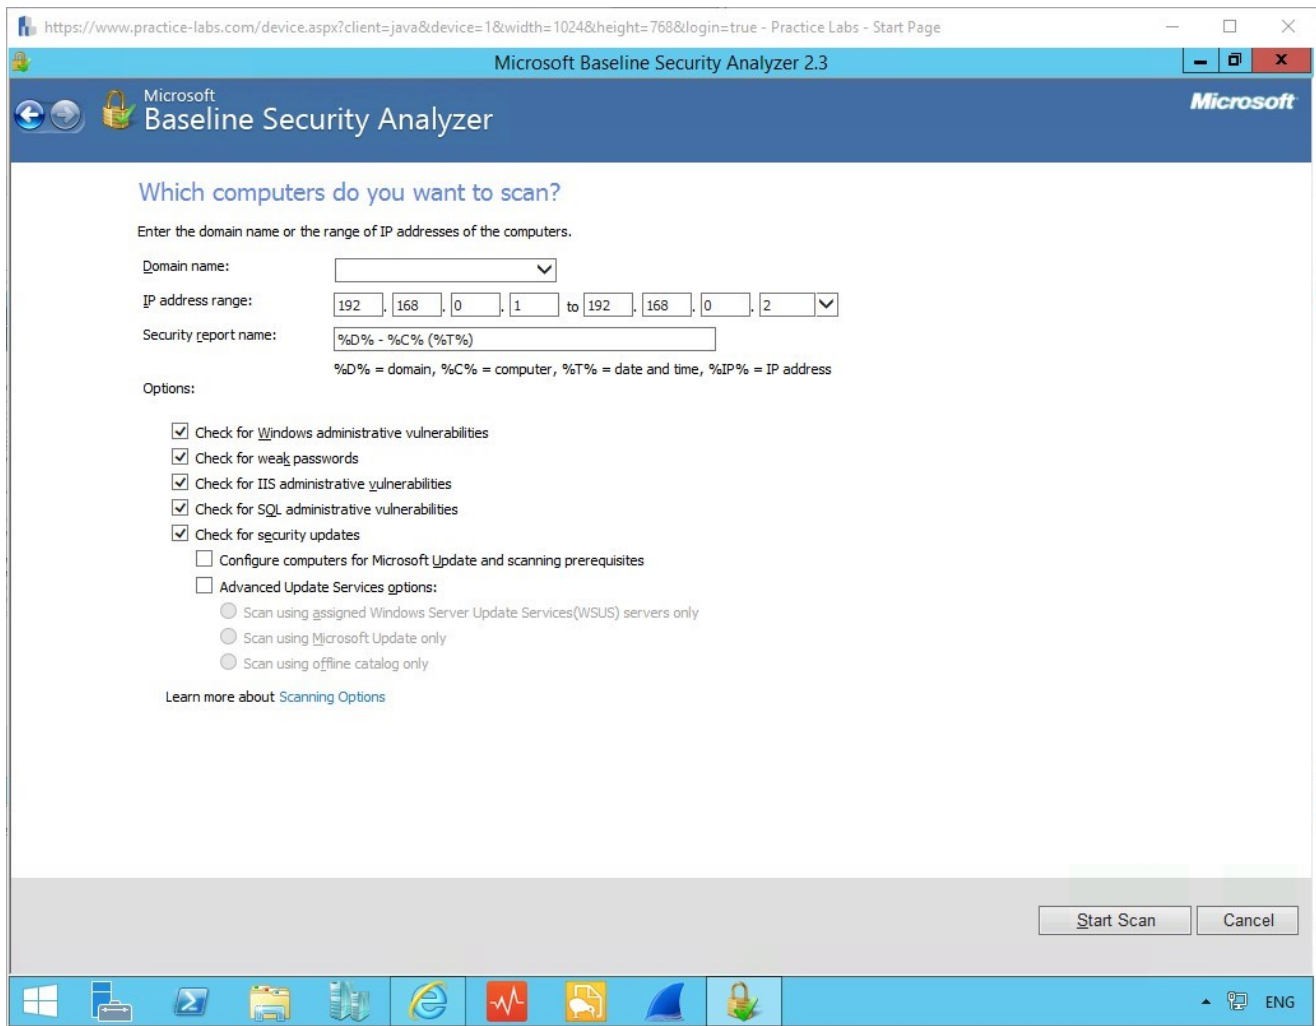 https://www.practice-labs.com/device.aspx?client=java&device=1&width=1024&height=768&login=true - Practice Labs - Start Page
Microsoft Baseline Security Analyzer 2.3
Microsoft
Baseline Security Analyzer
Microsoft
Which computers do you want to scan?
Enter the domain name or the range of IP addresses of the computers.
Domain name:
IP address range: 192 . 168 . 0 . 1 to 192 . 168 . 0 . 2
Security report name: %D% - %C% (%T%)
%D% = domain, %C% = computer, %T% = date and time, %IP% = IP address
Options:
Check for Windows administrative vulnerabilities
Check for weak passwords
Check for IIS administrative vulnerabilities
Check for SQL administrative vulnerabilities
Check for security updates
Configure computers for Microsoft Update and scanning prerequisites
Advanced Update Services options:
Scan using assigned Windows Server Update Services(WSUS) servers only
Scan using Microsoft Update only
Scan using offline catalog only
Learn more about Scanning Options
Start Scan Cancel
ENG